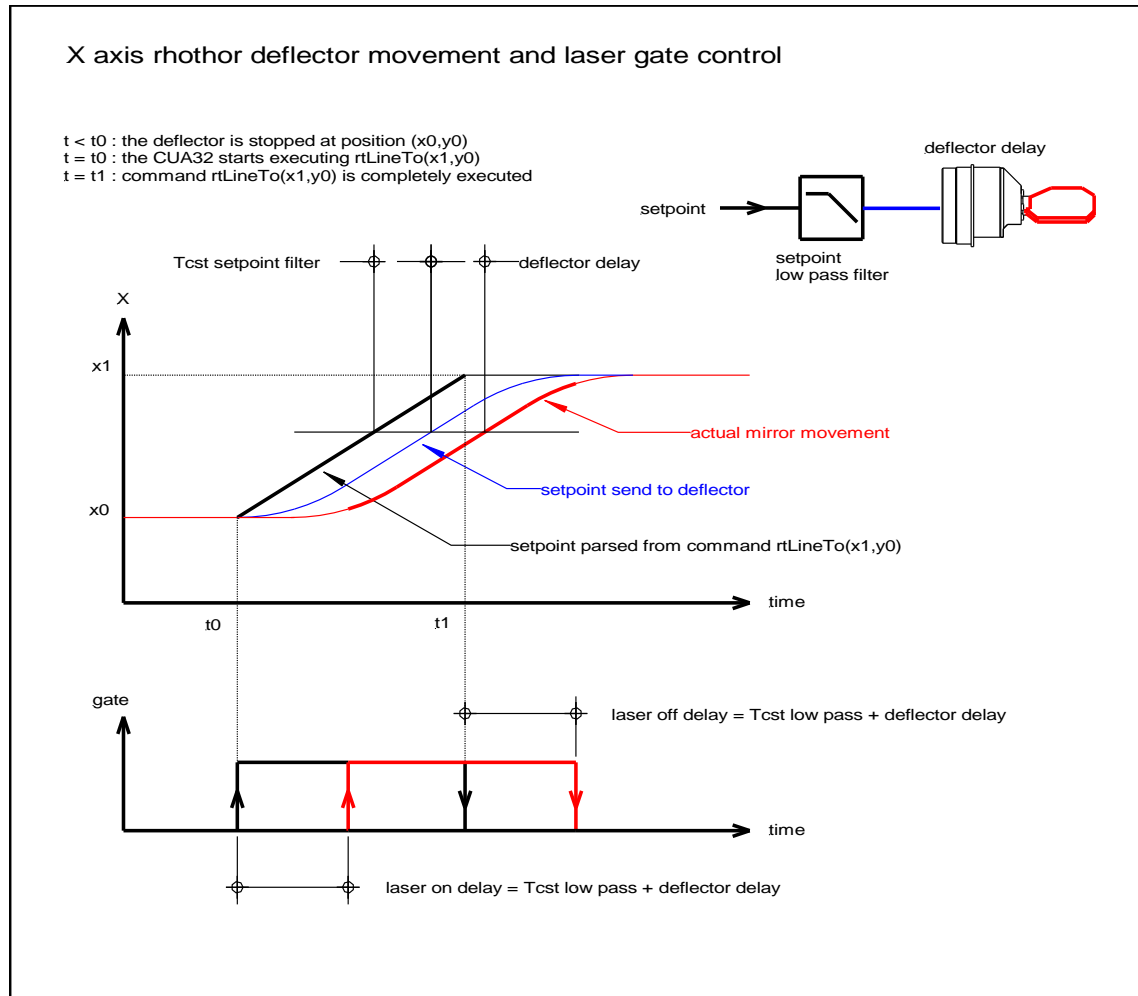 X axis rhothor deflector movement and laser gate control
t < t0 : the deflector is stopped at position (x0,y0)
t = t0 : the CUA32 starts executing rtLineTo(x1,y0)
t = t1 : command rtLineTo(x1,y0) is completely executed
deflector delay
setpoint
setpoint
low pass filter
Tcst setpoint filter
deflector delay
X
x1
actual mirror movement
setpoint send to deflector
x0
setpoint parsed from command rtLineTo(x1,y0)
time
t0
t1
gate
laser off delay = Tcst low pass + deflector delay
time
laser on delay = Tcst low pass + deflector delay